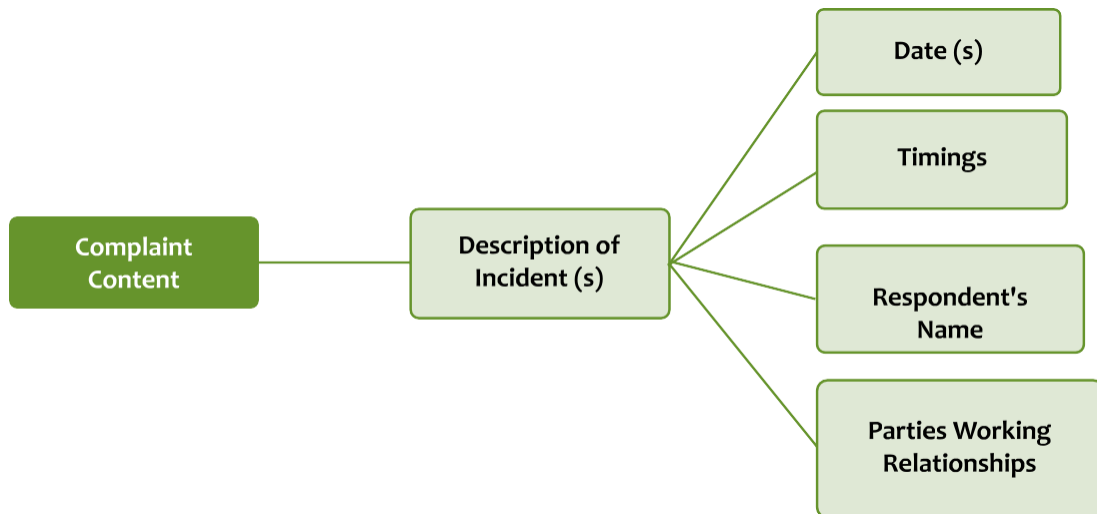 Complaint
Content
Description of
Incident (s)
Date (s)
Timings
Respondent's
Name
Parties Working
Relationships